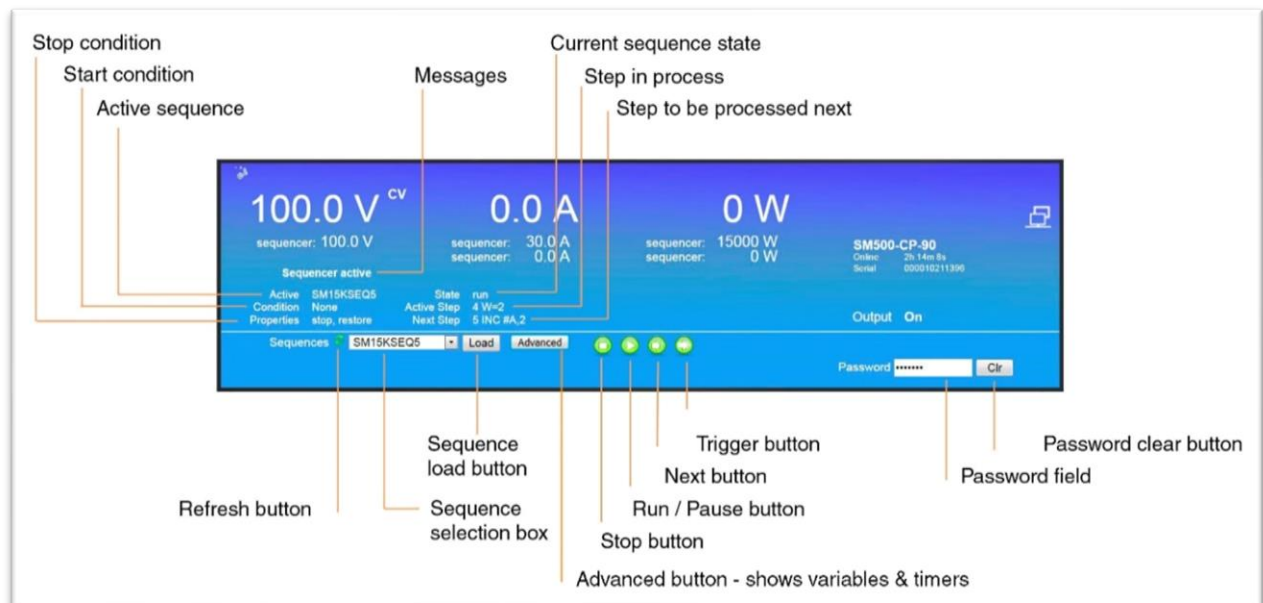 Stop condition
Start condition
Active sequence
Messages
Current sequence state
Step in process
Step to be processed next
100.0 V CV
0.0 A
0 W
sequencer: 100.0 V
sequencer: 30.0 A
sequencer: 0.0 A
sequencer: 15000 W
sequencer: 0 W
SM500-CP-90
Online 2h 14m 8s
Serial 000010211396
Sequencer active
Active SM15KSEQ5 State run
Condition None Active Step 4 W=2
Properties stop, restore Next Step 5 INC #A,2
Output On
Sequences SM15KSEQ5 Load Advanced
Password ••••••• Clr
Sequence
load button
Trigger button
Password clear button
Next button
Password field
Refresh button
Sequence
selection box
Run / Pause button
Stop button
Advanced button - shows variables & timers